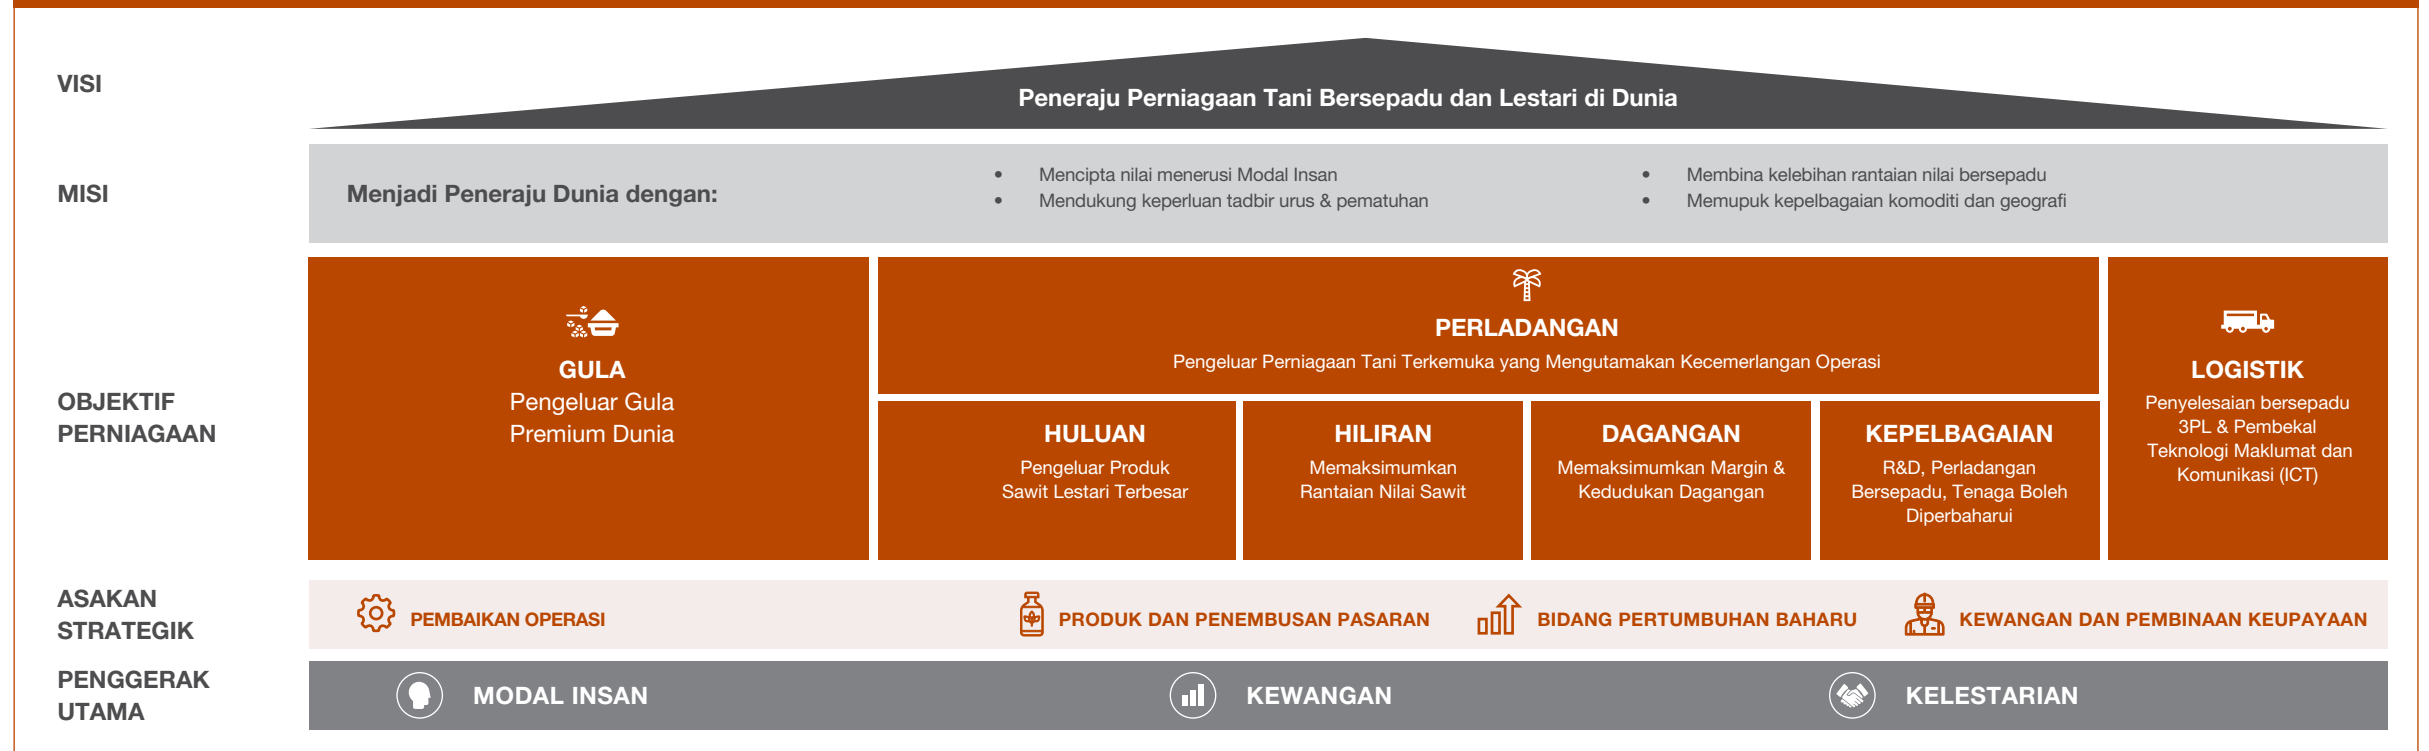 VISI
Peneraju Perniagaan Tani Bersepadu dan Lestari di Dunia
MISI
Menjadi Peneraju Dunia dengan:
• Mencipta nilai menerusi Modal Insan
• Mendukung keperluan tadbir urus & pematuhan
• Membina kelebihan rantaian nilai bersepadu
• Memupuk kepelbagaian komoditi dan geografi
OBJEKTIF
PERNIAGAAN
GULA
Pengeluar Gula
Premium Dunia
PERLADANGAN
Pengeluar Perniagaan Tani Terkemuka yang Mengutamakan Kecemerlangan Operasi
HULUAN
Pengeluar Produk
Sawit Lestari Terbesar
HILIRAN
Memaksimumkan
Rantaian Nilai Sawit
DAGANGAN
Memaksimumkan Margin &
Kedudukan Dagangan
KEPELBAGAIAN
R&D, Perladangan
Bersepadu, Tenaga Boleh
Diperbaharui
LOGISTIK
Penyelesaian bersepadu
3PL & Pembekal
Teknologi Maklumat dan
Komunikasi (ICT)
ASAKAN
STRATEGIK
PEMBAIKAN OPERASI
PRODUK DAN PENEMBUSAN PASARAN
BIDANG PERTUMBUHAN BAHARU
KEWANGAN DAN PEMBINAAN KEUPAYAAN
PENGGERAK
UTAMA
MODAL INSAN
KEWANGAN
KELESTARIAN